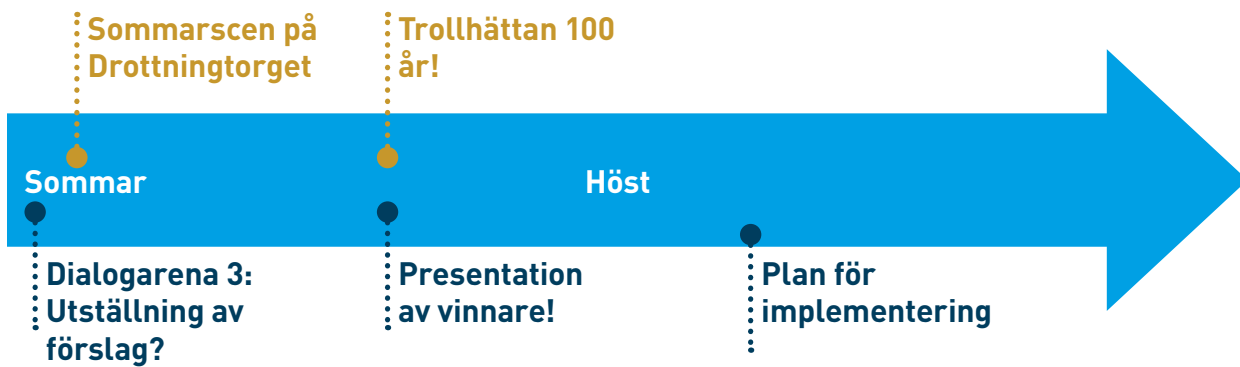 Sommarscen på
Drottningtorget
Trollhättan 100
år!
Sommar
Höst
Dialogarena 3:
Utställning av
förslag?
Presentation
av vinnare!
Plan för
implementering